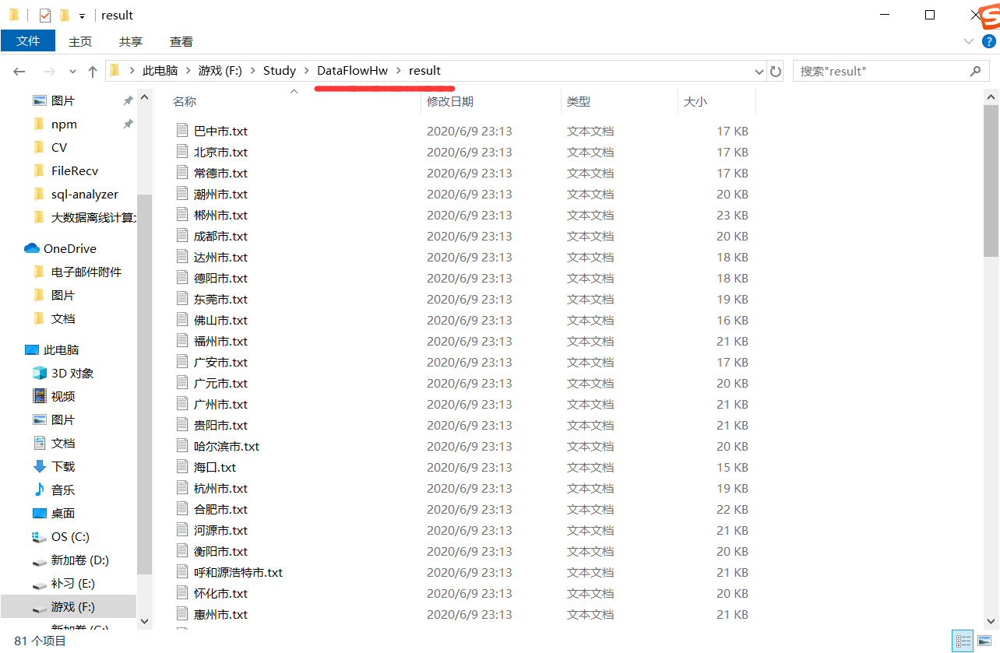 result
文件 主页 共享 查看
此电脑 游戏 (F:) Study DataFlowHw result 搜索"result"
图片
npm
CV
FileRecv
sql-analyzer
大数据离线计算
OneDrive
电子邮件附件
图片
文档
此电脑
3D 对象
视频
图片
文档
下载
音乐
桌面
OS (C:)
新加卷 (D:)
补习 (E:)
游戏 (F:)
新加卷 (G:)
名称 修改日期 类型 大小
巴中市.txt 2020/6/9 23:13 文本文档 17 KB
北京市.txt 2020/6/9 23:13 文本文档 17 KB
常德市.txt 2020/6/9 23:13 文本文档 17 KB
潮州市.txt 2020/6/9 23:13 文本文档 20 KB
郴州市.txt 2020/6/9 23:13 文本文档 23 KB
成都市.txt 2020/6/9 23:13 文本文档 20 KB
达州市.txt 2020/6/9 23:13 文本文档 18 KB
德阳市.txt 2020/6/9 23:13 文本文档 18 KB
东莞市.txt 2020/6/9 23:13 文本文档 19 KB
佛山市.txt 2020/6/9 23:13 文本文档 16 KB
福州市.txt 2020/6/9 23:13 文本文档 21 KB
广安市.txt 2020/6/9 23:13 文本文档 17 KB
广元市.txt 2020/6/9 23:13 文本文档 20 KB
广州市.txt 2020/6/9 23:13 文本文档 21 KB
贵阳市.txt 2020/6/9 23:13 文本文档 21 KB
哈尔滨市.txt 2020/6/9 23:13 文本文档 20 KB
海口.txt 2020/6/9 23:13 文本文档 15 KB
杭州市.txt 2020/6/9 23:13 文本文档 19 KB
合肥市.txt 2020/6/9 23:13 文本文档 22 KB
河源市.txt 2020/6/9 23:13 文本文档 21 KB
衡阳市.txt 2020/6/9 23:13 文本文档 20 KB
呼和源浩特市.txt 2020/6/9 23:13 文本文档 21 KB
怀化市.txt 2020/6/9 23:13 文本文档 20 KB
惠州市.txt 2020/6/9 23:13 文本文档 21 KB
81 个项目